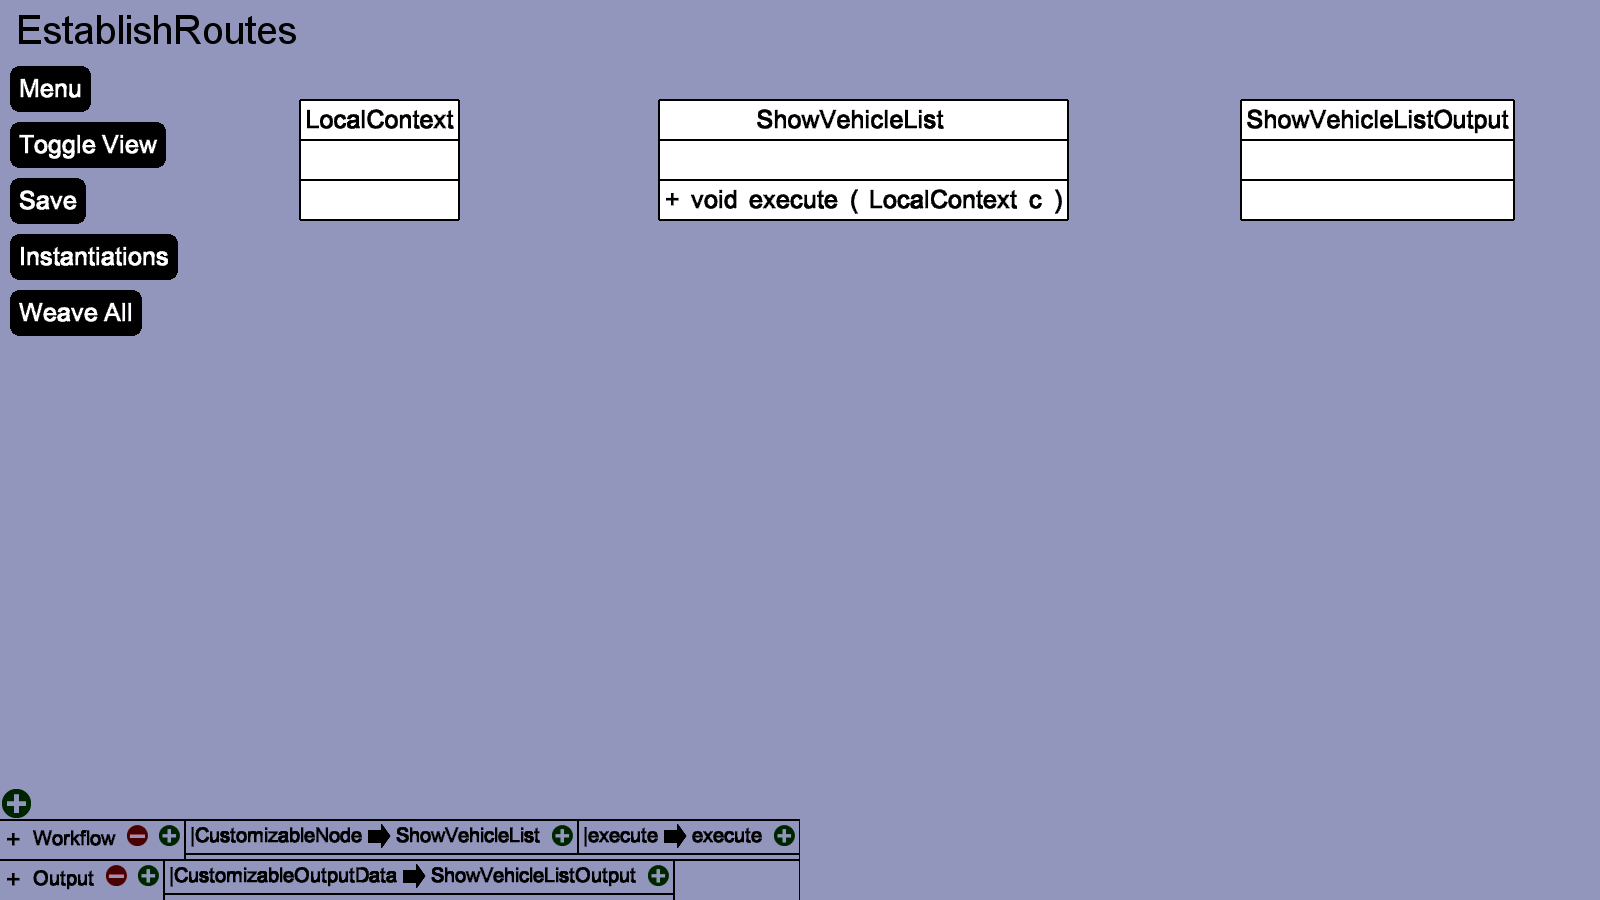 EstablishRoutes
Menu
Toggle View
Save
Instantiations
Weave All
LocalContext
ShowVehicleList
+ void execute ( LocalContext c )
ShowVehicleListOutput
+ Workflow |CustomizableNode ShowVehicleList |execute execute
+ Output |CustomizableOutputData ShowVehicleListOutput